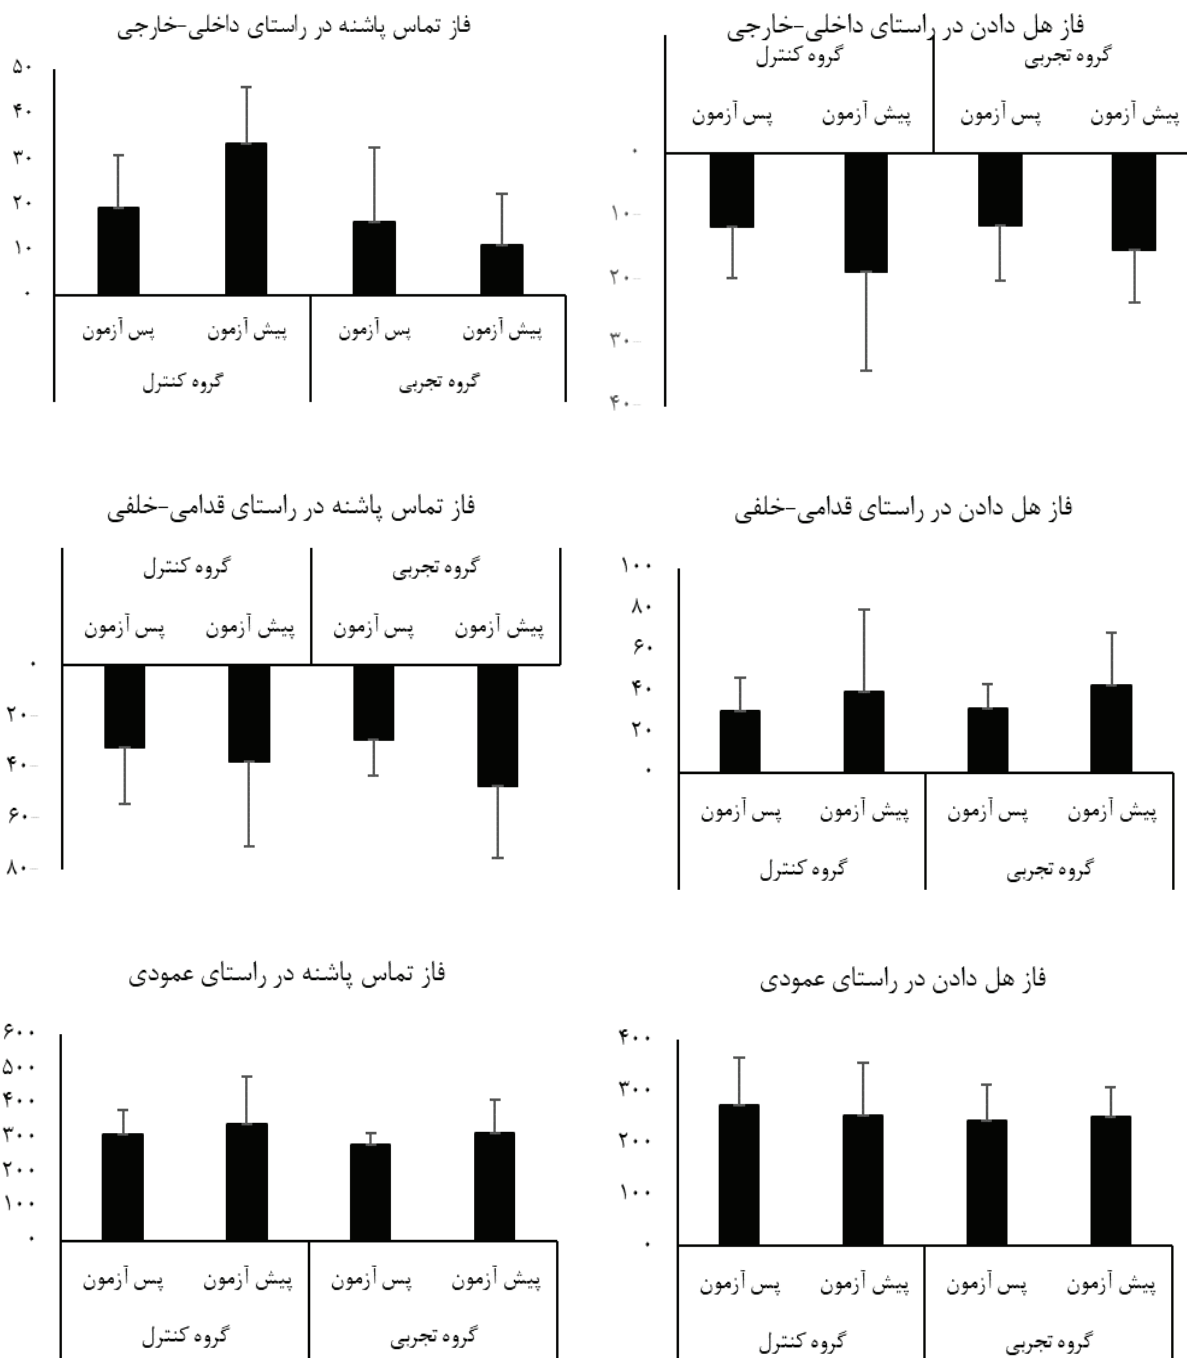 فاز هل دادن در راستای داخلی-خارجی
گروه تجربی
گروه کنترل
پیش آزمون
پس آزمون
پیش آزمون
پس آزمون
۰
-۱۰
-۲۰
-۳۰
-۴۰
فاز تماس پاشنه در راستای داخلی-خارجی
۵۰
۴۰
۳۰
۲۰
۱۰
۰
پیش آزمون
پس آزمون
پیش آزمون
پس آزمون
گروه تجربی
گروه کنترل
فاز هل دادن در راستای قدامی-خلفی
۱۰۰
۸۰
۶۰
۴۰
۲۰
۰
پیش آزمون
پس آزمون
پیش آزمون
پس آزمون
گروه تجربی
گروه کنترل
فاز تماس پاشنه در راستای قدامی-خلفی
گروه تجربی
گروه کنترل
پیش آزمون
پس آزمون
پیش آزمون
پس آزمون
۰
-۲۰
-۴۰
-۶۰
-۸۰
فاز هل دادن در راستای عمودی
۴۰۰
۳۰۰
۲۰۰
۱۰۰
۰
پیش آزمون
پس آزمون
پیش آزمون
پس آزمون
گروه تجربی
گروه کنترل
فاز تماس پاشنه در راستای عمودی
۶۰۰
۵۰۰
۴۰۰
۳۰۰
۲۰۰
۱۰۰
۰
پیش آزمون
پس آزمون
پیش آزمون
پس آزمون
گروه تجربی
گروه کنترل